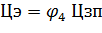 Цэ = φ₄ Цзп